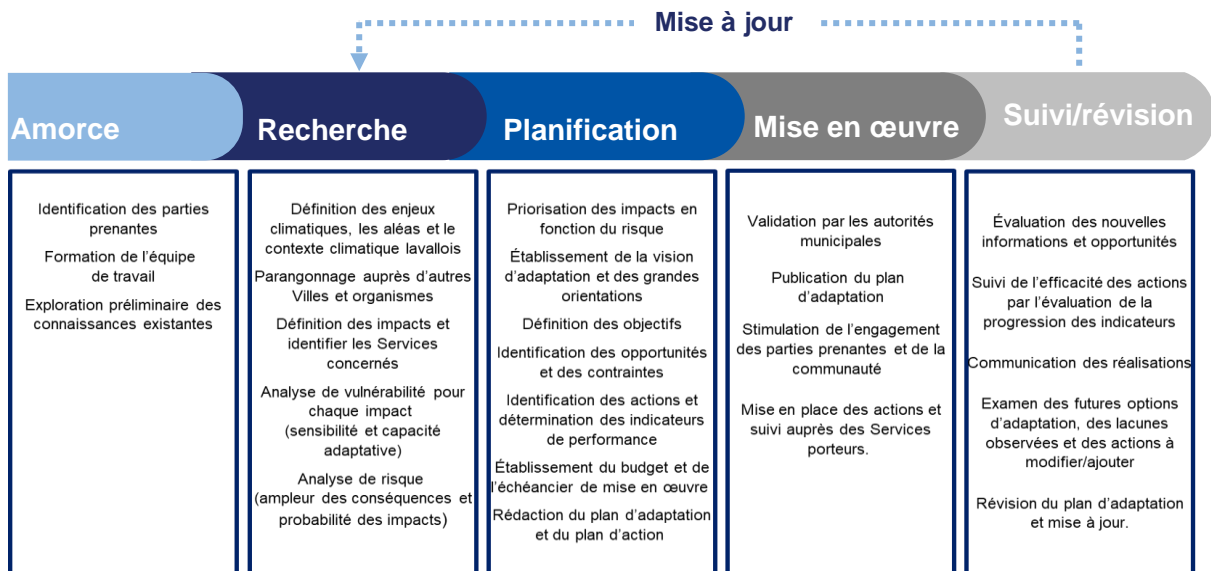 Mise à jour
Amorce
Recherche
Planification
Mise en œuvre
Suivi/révision
Identification des parties
prenantes
Formation de l'équipe
de travail
Exploration préliminaire des
connaissances existantes
Définition des enjeux
climatiques, les aléas et le
contexte climatique lavallois
Parangonnage auprès d'autres
Villes et organismes
Définition des impacts et
identifier les Services
concernés
Analyse de vulnérabilité pour
chaque impact
(sensibilité et capacité
adaptative)
Analyse de risque
(ampleur des conséquences et
probabilité des impacts)
Priorisation des impacts en
fonction du risque
Établissement de la vision
d'adaptation et des grandes
orientations
Définition des objectifs
Identification des opportunités
et des contraintes
Identification des actions et
détermination des indicateurs
de performance
Établissement du budget et de
l'échéancier de mise en œuvre
Rédaction du plan d'adaptation
et du plan d'action
Validation par les autorités
municipales
Publication du plan
d'adaptation
Stimulation de l'engagement
des parties prenantes et de la
communauté
Mise en place des actions et
suivi auprès des Services
porteurs.
Évaluation des nouvelles
informations et opportunités
Suivi de l'efficacité des actions
par l'évaluation de la
progression des indicateurs
Communication des réalisations
Examen des futures options
d'adaptation, des lacunes
observées et des actions à
modifier/ajouter
Révision du plan d'adaptation
et mise à jour.